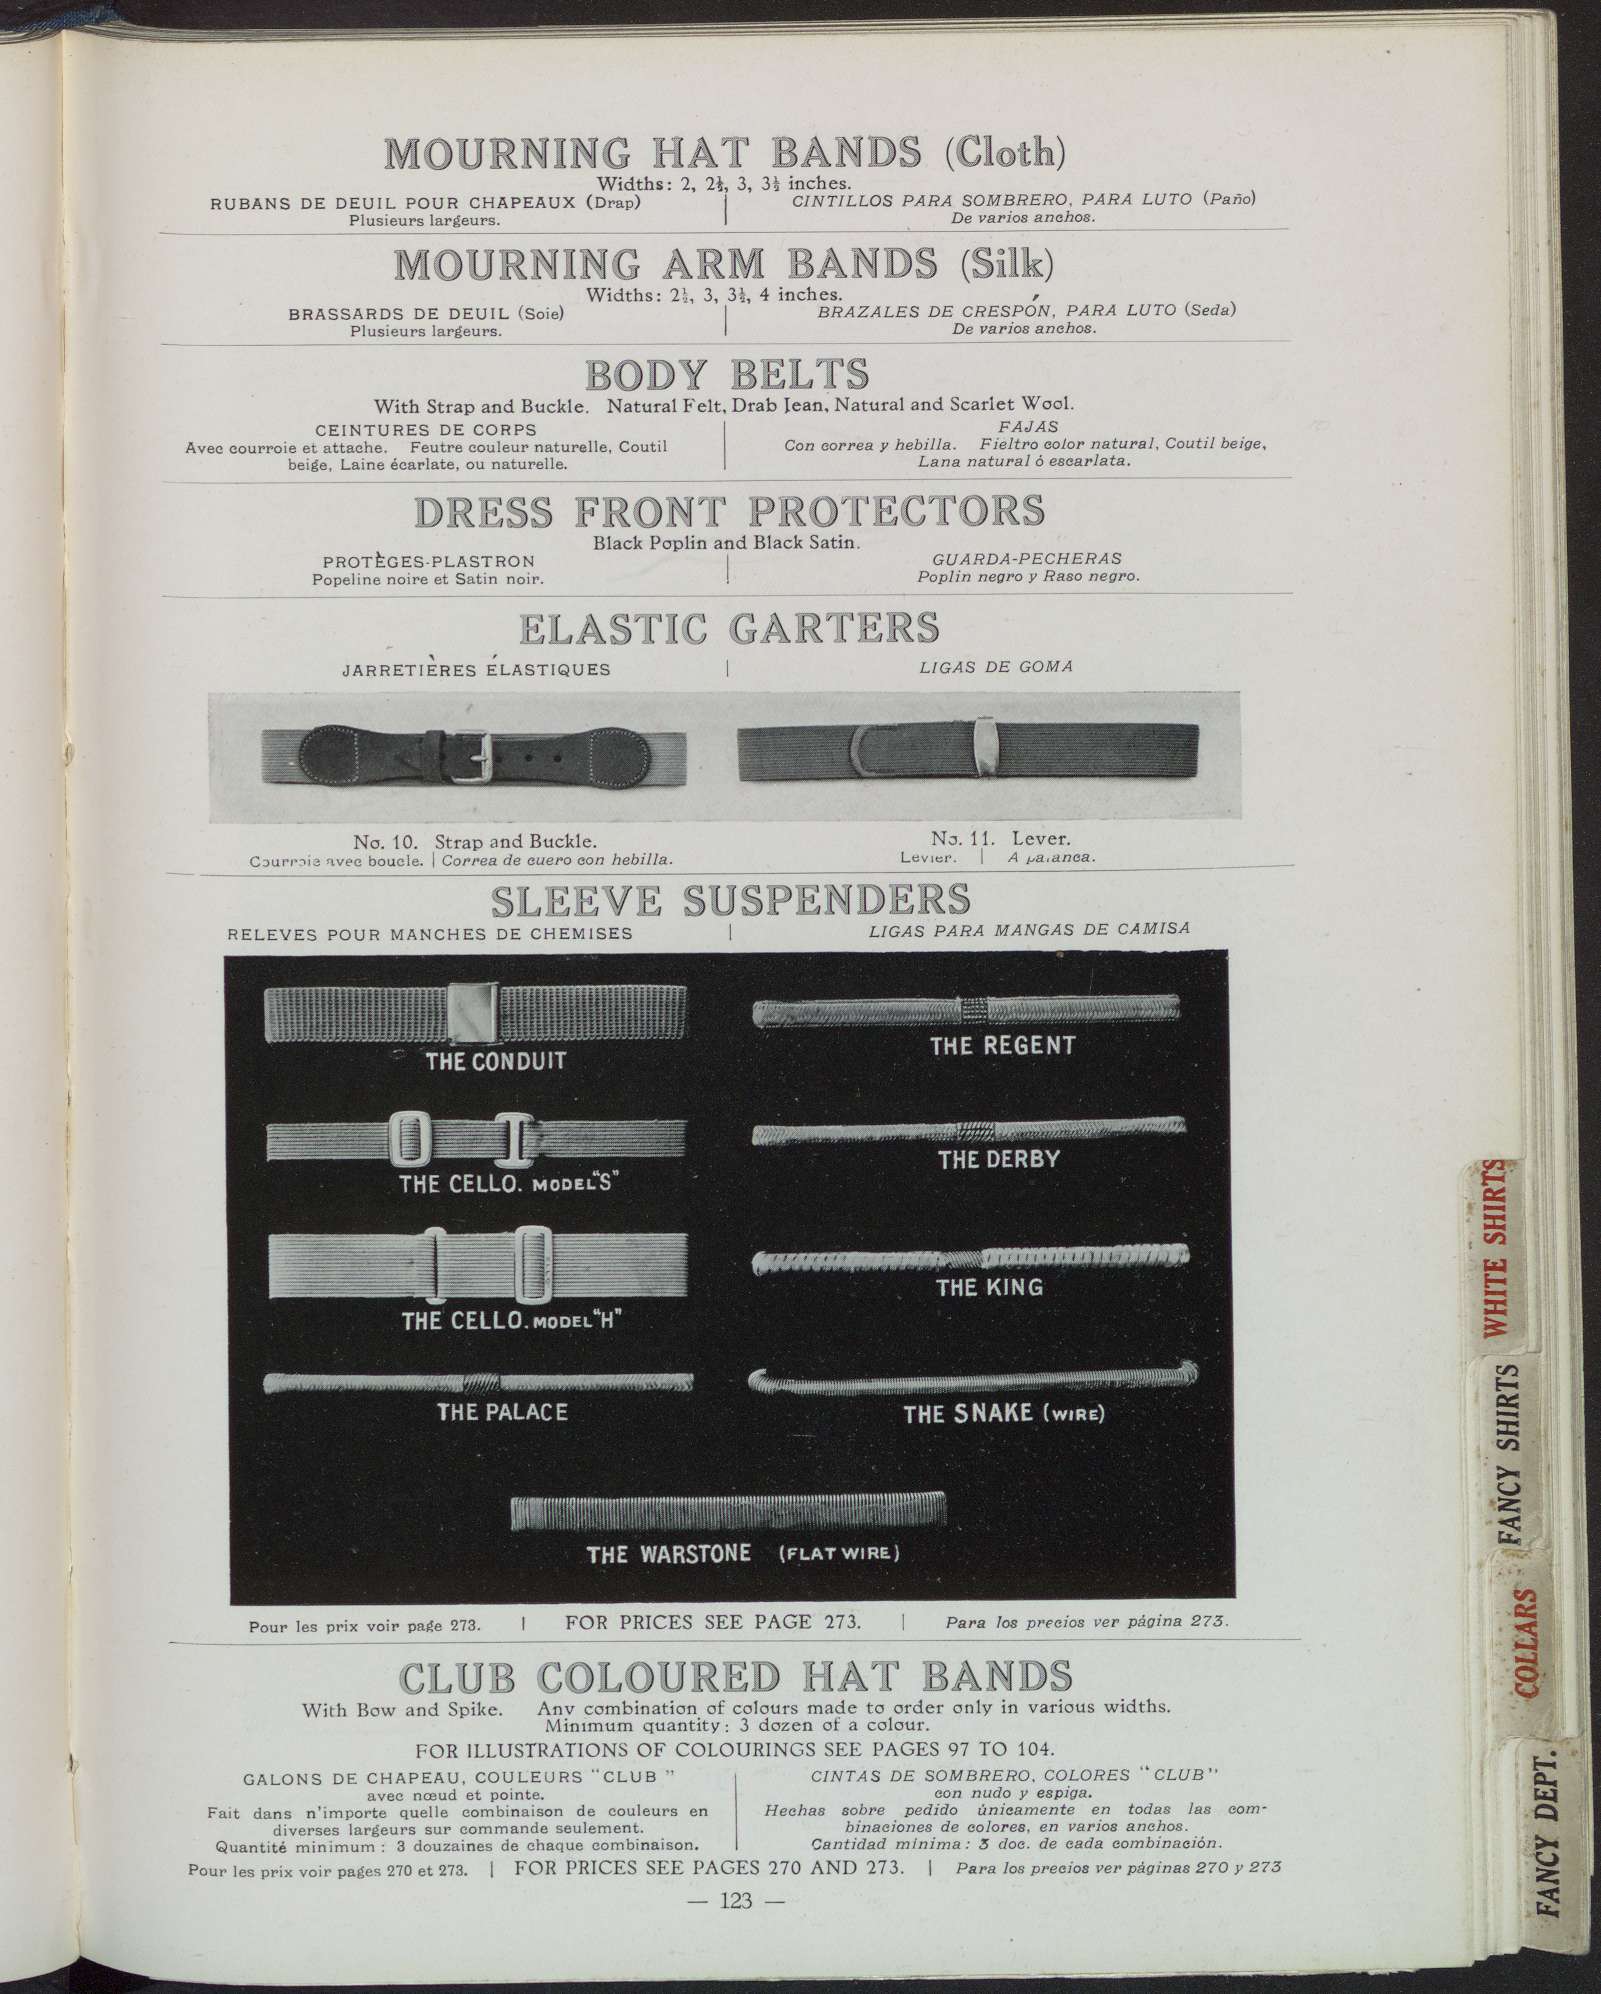 MOURNING HAT BANDS (Cloth)
Widths: 2, 2½, 3, 3½ inches.
RUBANS DE DEUIL POUR CHAPEAUX (Drap)
Plusieurs largeurs.
CINTILLOS PARA SOMBRERO, PARA LUTO (Paño)
De varios anchos.
MOURNING ARM BANDS (Silk)
Widths: 2½, 3, 3½, 4 inches.
BRASSARDS DE DEUIL (Soie)
Plusieurs largeurs.
BRAZALES DE CRESPÓN, PARA LUTO (Seda)
De varios anchos.
BODY BELTS
With Strap and Buckle. Natural Felt, Drab Jean, Natural and Scarlet Wool.
CEINTURES DE CORPS
Avec courroie et attache. Feutre couleur naturelle, Coutil
beige, Laine écarlate, ou naturelle.
FAJAS
Con correa y hebilla. Fieltro color natural, Coutil beige,
Lana natural ó escarlata.
DRESS FRONT PROTECTORS
Black Poplin and Black Satin.
PROTÈGES-PLASTRON
Popeline noire et Satin noir.
GUARDA-PECHERAS
Poplin negro y Raso negro.
ELASTIC GARTERS
JARRETIÈRES ÉLASTIQUES
LIGAS DE GOMA
No. 10. Strap and Buckle.
Courroie avec boucle. | Correa de cuero con hebilla.
No. 11. Lever.
Levier. | A palanca.
SLEEVE SUSPENDERS
RELEVES POUR MANCHES DE CHEMISES
LIGAS PARA MANGAS DE CAMISA
THE CONDUIT
THE REGENT
THE CELLO. MODEL "S"
THE DERBY
THE CELLO. MODEL "H"
THE KING
THE PALACE
THE SNAKE (WIRE)
THE WARSTONE (FLAT WIRE)
Pour les prix voir page 273. | FOR PRICES SEE PAGE 273. | Para los precios ver página 273.
CLUB COLOURED HAT BANDS
With Bow and Spike. Any combination of colours made to order only in various widths.
Minimum quantity: 3 dozen of a colour.
FOR ILLUSTRATIONS OF COLOURINGS SEE PAGES 97 TO 104.
GALONS DE CHAPEAU, COULEURS "CLUB"
avec nœud et pointe.
Fait dans n'importe quelle combinaison de couleurs en
diverses largeurs sur commande seulement.
Quantité minimum: 3 douzaines de chaque combinaison.
CINTAS DE SOMBRERO, COLORES "CLUB"
con nudo y espiga.
Hechas sobre pedido únicamente en todas las com-
binaciones de colores, en varios anchos.
Cantidad minima: 3 doc. de cada combinación.
Pour les prix voir pages 270 et 273. | FOR PRICES SEE PAGES 270 AND 273. | Para los precios ver páginas 270 y 273
— 123 —
WHITE SHIRTS
FANCY SHIRTS
COLLARS
FANCY DEPT.